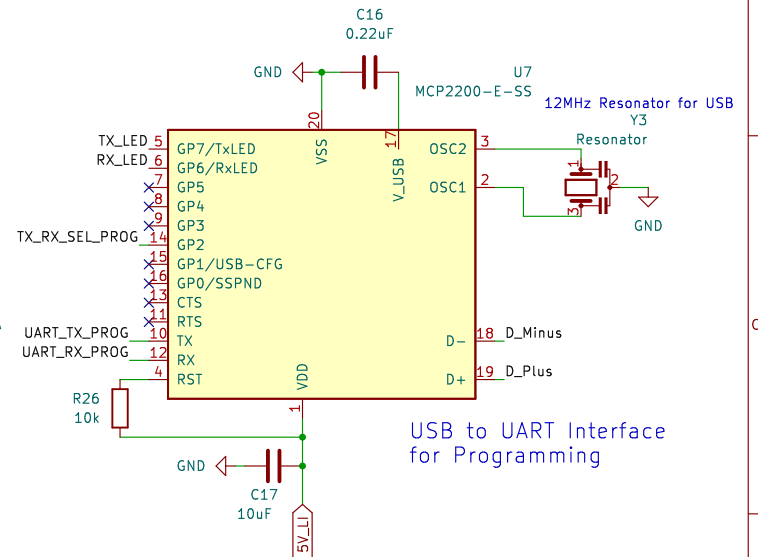 C16
0.22uF
GND
U7
MCP2200-E-SS
12MHz Resonator for USB
Y3
Resonator
20
17
VSS
V_USB
TX_LED 5 GP7/TxLED
OSC2 3
RX_LED 6 GP6/RxLED
7 GP5
OSC1 2
1
2
3
GND
8 GP4
9 GP3
TX_RX_SEL_PROG 14 GP2
15 GP1/USB-CFG
16 GP0/SSPND
13 CTS
11 RTS
UART_TX_PROG 10 TX
D- 18 D_Minus
UART_RX_PROG 12 RX
4 RST
D+ 19 D_Plus
VDD
1
R26
10k
USB to UART Interface
for Programming
GND
C17
10uF
5V_LI